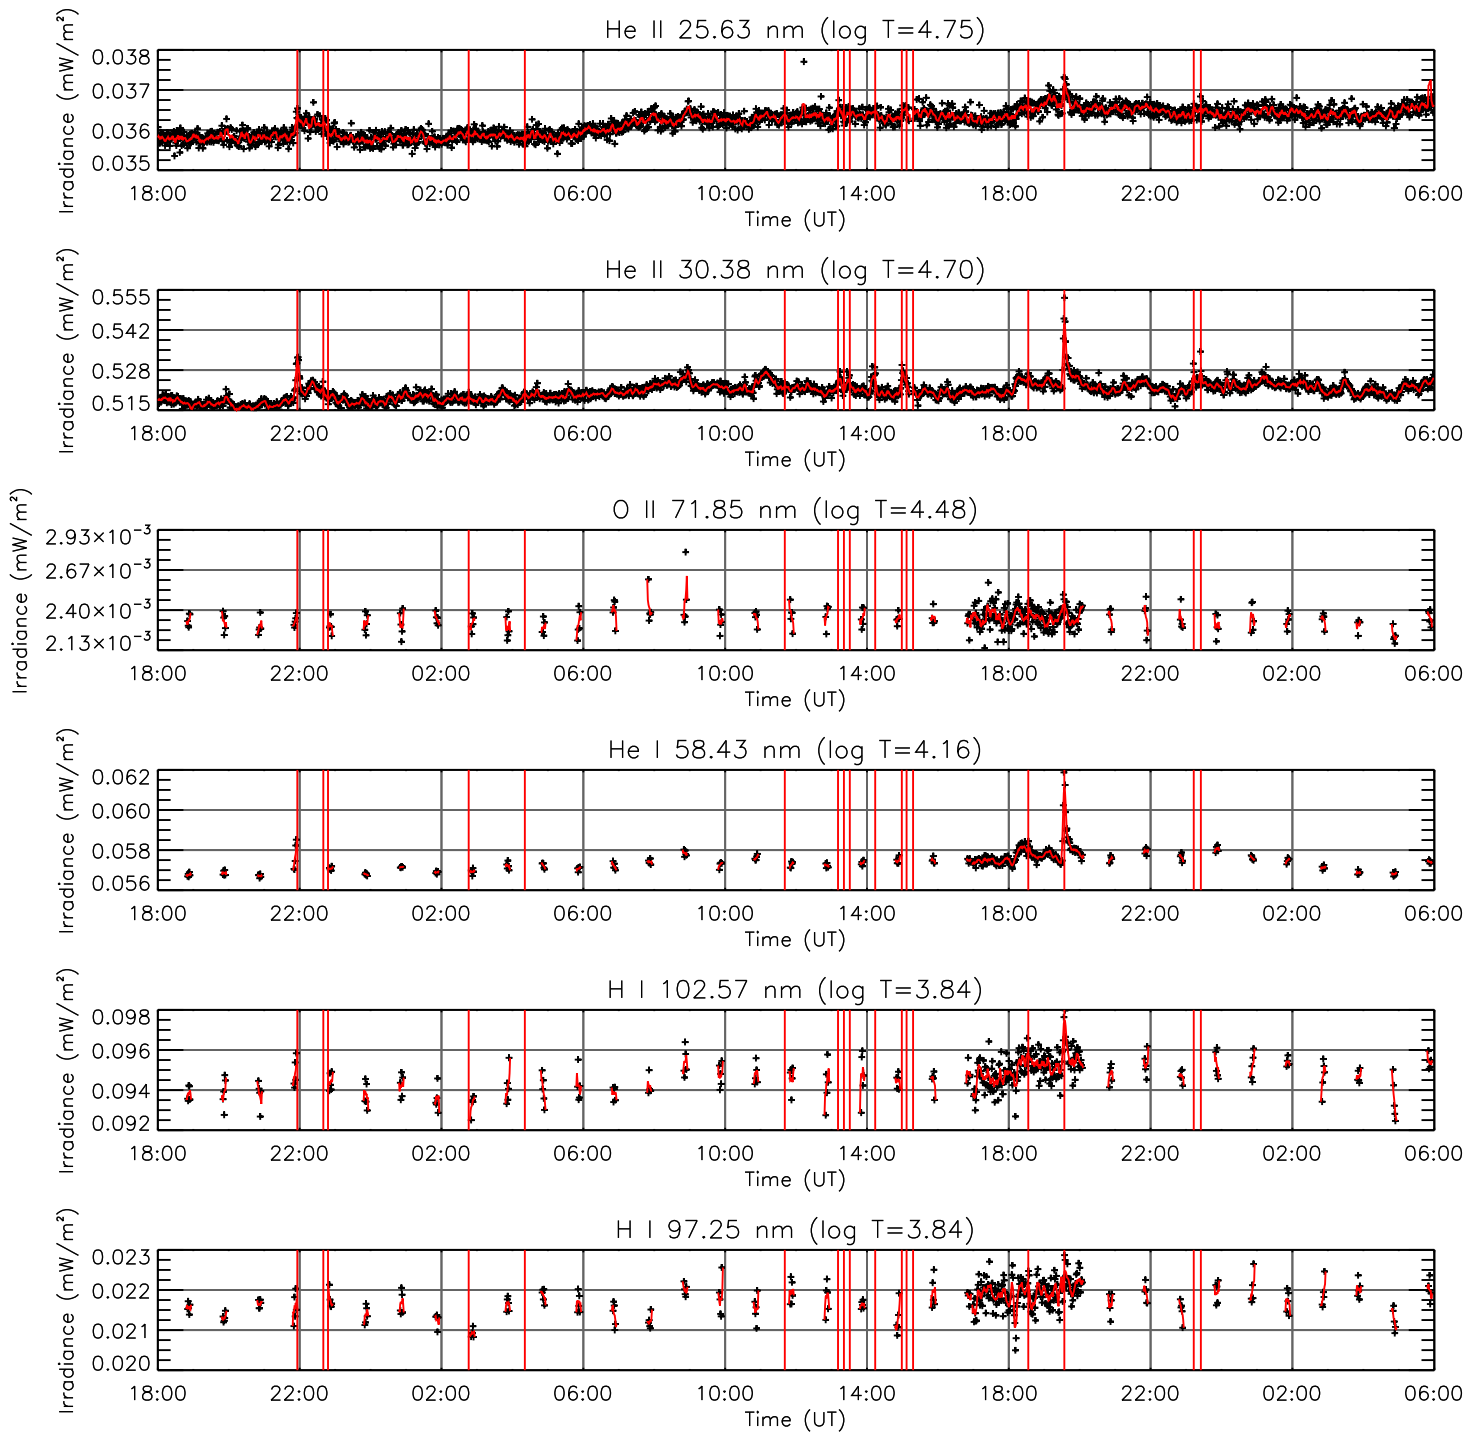 He II 25.63 nm (log T=4.75)
Irradiance (mW/m²)
0.038
0.037
0.036
0.035
18:00 22:00 02:00 06:00 10:00 14:00 18:00 22:00 02:00 06:00
Time (UT)
He II 30.38 nm (log T=4.70)
Irradiance (mW/m²)
0.555
0.542
0.528
0.515
18:00 22:00 02:00 06:00 10:00 14:00 18:00 22:00 02:00 06:00
Time (UT)
O II 71.85 nm (log T=4.48)
Irradiance (mW/m²)
2.93×10⁻³
2.67×10⁻³
2.40×10⁻³
2.13×10⁻³
18:00 22:00 02:00 06:00 10:00 14:00 18:00 22:00 02:00 06:00
Time (UT)
He I 58.43 nm (log T=4.16)
Irradiance (mW/m²)
0.062
0.060
0.058
0.056
18:00 22:00 02:00 06:00 10:00 14:00 18:00 22:00 02:00 06:00
Time (UT)
H I 102.57 nm (log T=3.84)
Irradiance (mW/m²)
0.098
0.096
0.094
0.092
18:00 22:00 02:00 06:00 10:00 14:00 18:00 22:00 02:00 06:00
Time (UT)
H I 97.25 nm (log T=3.84)
Irradiance (mW/m²)
0.023
0.022
0.021
0.020
18:00 22:00 02:00 06:00 10:00 14:00 18:00 22:00 02:00 06:00
Time (UT)